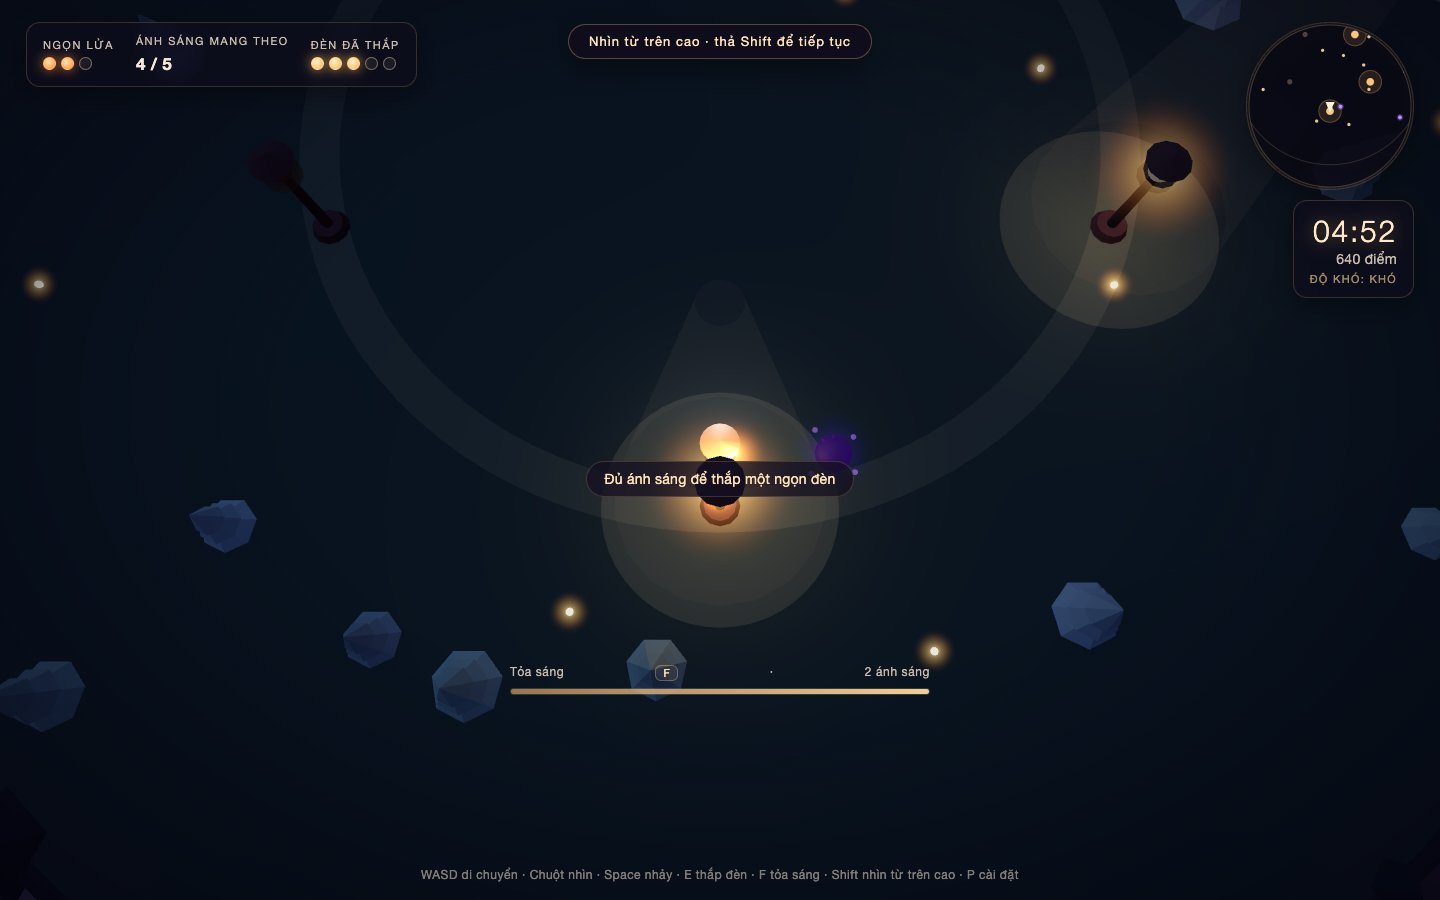 NGỌN LỬA
ÁNH SÁNG MANG THEO
4 / 5
ĐÈN ĐÃ THẮP
Nhìn từ trên cao · thả Shift để tiếp tục
04:52
640 điểm
ĐỘ KHÓ: KHÓ
Đủ ánh sáng để thắp một ngọn đèn
Tỏa sáng F · 2 ánh sáng
WASD di chuyển · Chuột nhìn · Space nhảy · E thắp đèn · F tỏa sáng · Shift nhìn từ trên cao · P cài đặt